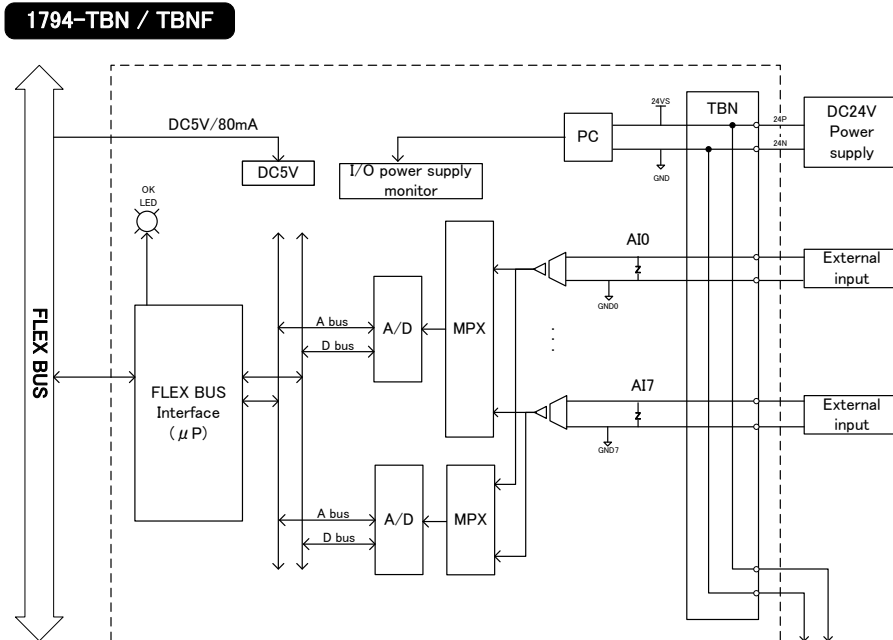 1794-TBN / TBNF
DC5V/80mA
DC5V
OK
LED
I/O power supply
monitor
PC
24VS
GND
TBN
24P
24N
DC24V
Power
supply
FLEX BUS
FLEX BUS
Interface
(μP)
A bus
D bus
A/D
MPX
AI0
z
GND0
External
input
AI7
z
GND7
External
input
A bus
D bus
A/D
MPX